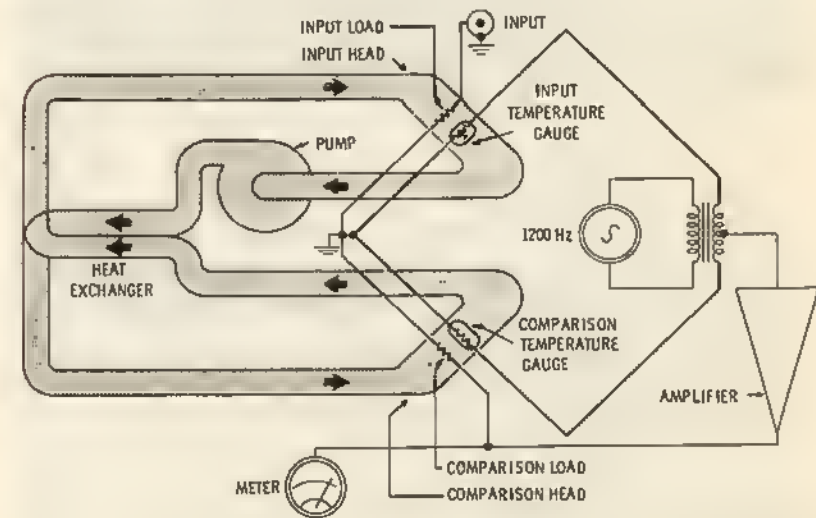 INPUT LOAD
INPUT
INPUT HEAD
INPUT
TEMPERATURE
GAUGE
PUMP
1200 Hz
HEAT
EXCHANGER
COMPARISON
TEMPERATURE
GAUGE
AMPLIFIER
COMPARISON LOAD
METER
COMPARISON HEAD